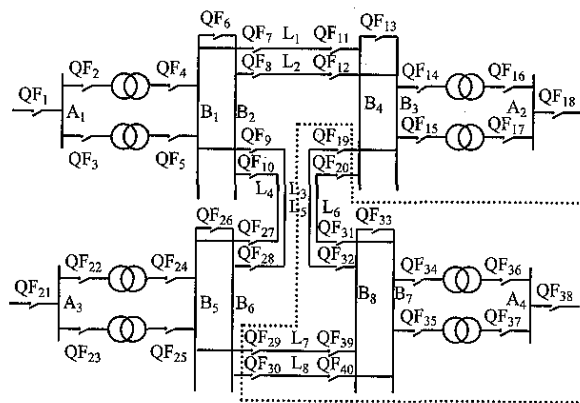 QF6 QF7 L1 QF11 QF13
QF2 QF4 QF8 L2 QF12 QF14 QF16
QF1 A1 B1 B2 B4 B3 A2 QF18
QF3 QF5 QF9 QF19 QF15 QF17
QF10 QF20
L4 L3 L5 L6
QF26 QF27 QF31 QF33
QF22 QF24 QF28 QF32 QF34 QF36
QF21 A3 B5 B6 B8 B7 A4 QF38
QF23 QF25 QF29 L7 QF39 QF35 QF37
QF30 L8 QF40